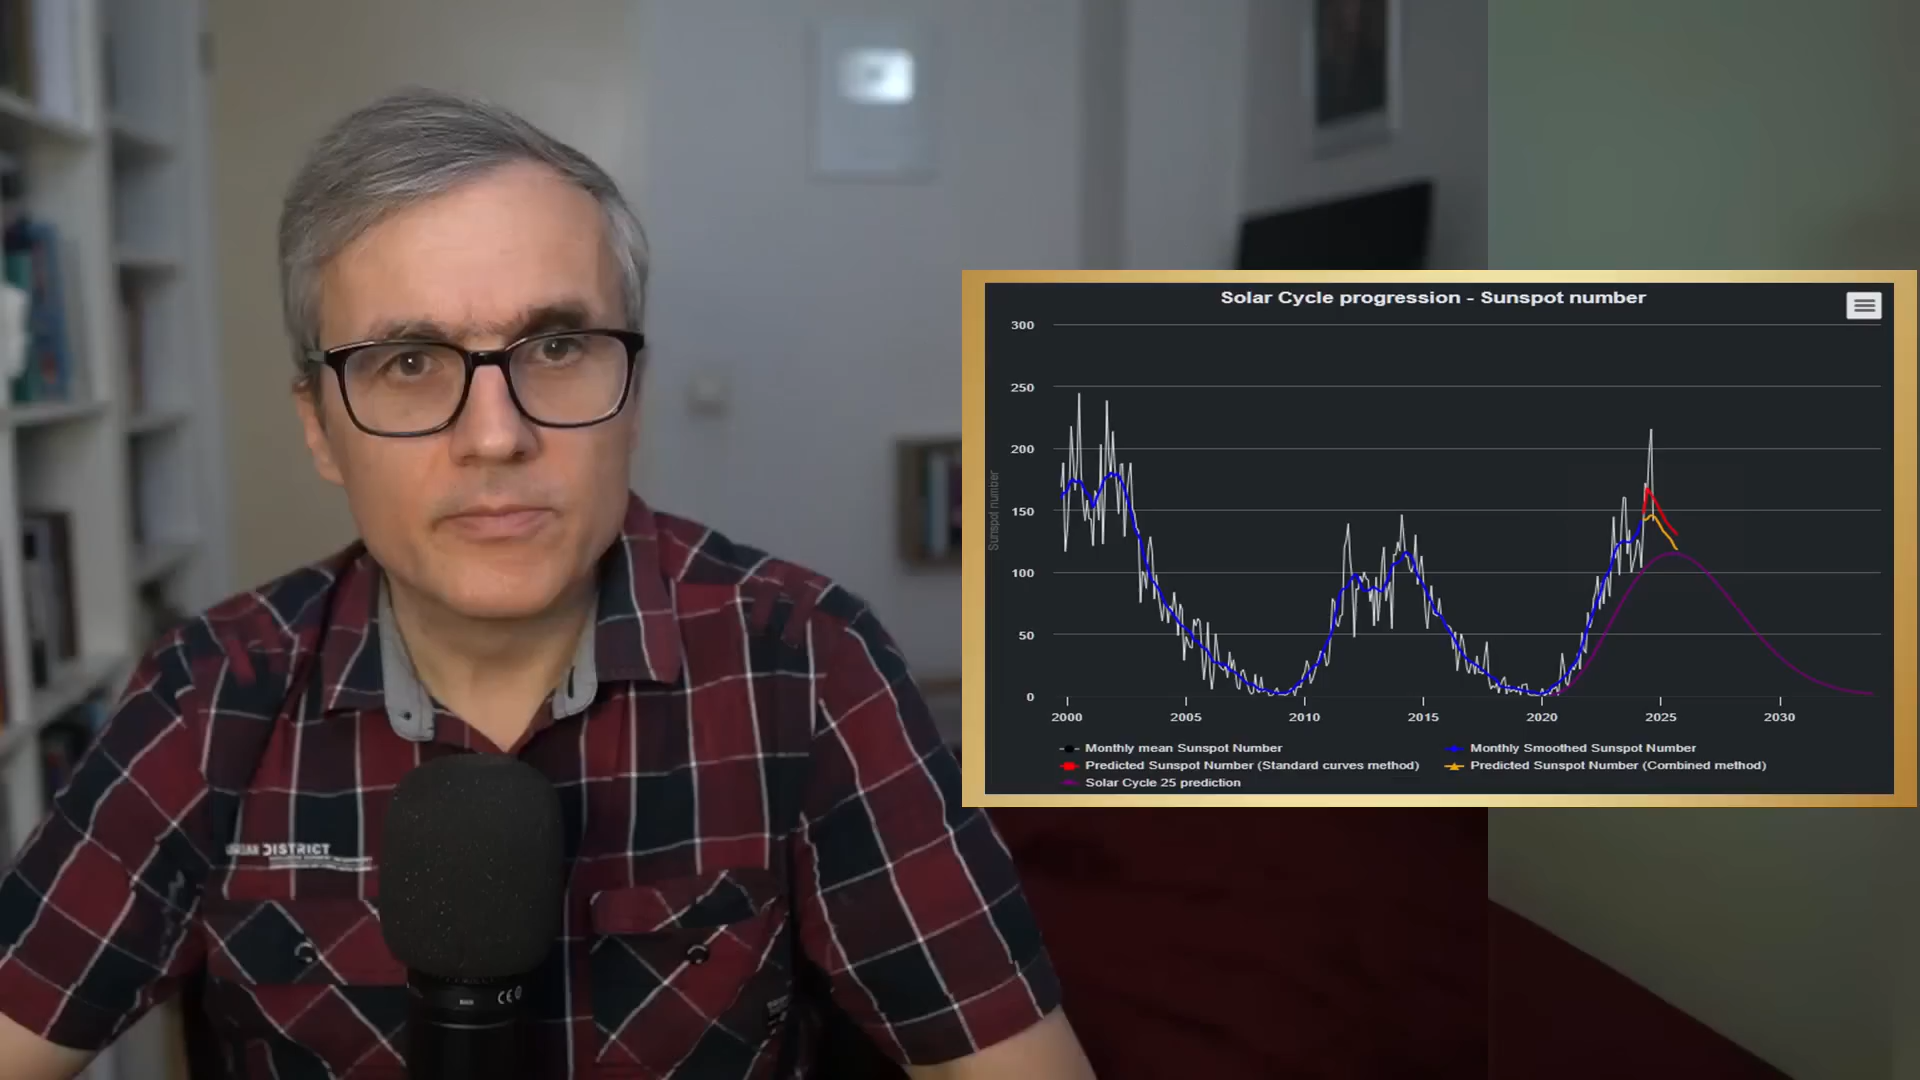 Solar Cycle progression - Sunspot number
300
250
200
150
100
50
0
Sunspot number
2000 2005 2010 2015 2020 2025 2030
Monthly mean Sunspot Number Monthly Smoothed Sunspot Number
Predicted Sunspot Number (Standard curves method) Predicted Sunspot Number (Combined method)
Solar Cycle 25 prediction
DISTRICT
CE